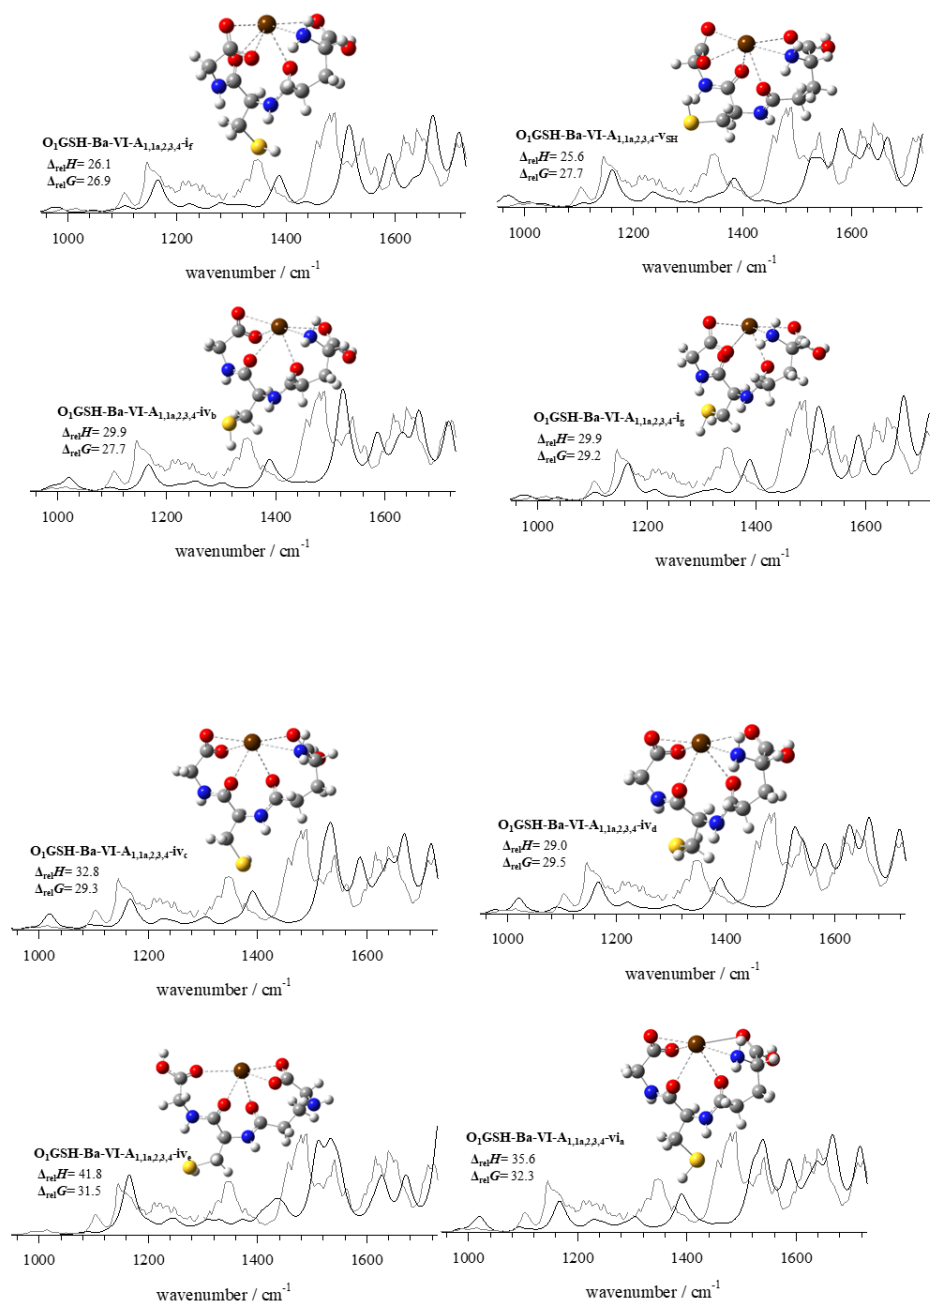 O1GSH-Ba-VI-A1,1a,2,3,4-if
ΔrelH= 26.1
ΔrelG= 26.9
1000 1200 1400 1600
wavenumber / cm-1
O1GSH-Ba-VI-A1,1a,2,3,4-vSH
ΔrelH= 25.6
ΔrelG= 27.7
1000 1200 1400 1600
wavenumber / cm-1
O1GSH-Ba-VI-A1,1a,2,3,4-ivb
ΔrelH= 29.9
ΔrelG= 27.7
1000 1200 1400 1600
wavenumber / cm-1
O1GSH-Ba-VI-A1,1a,2,3,4-ig
ΔrelH= 29.9
ΔrelG= 29.2
1000 1200 1400 1600
wavenumber / cm-1
O1GSH-Ba-VI-A1,1a,2,3,4-ivc
ΔrelH= 32.8
ΔrelG= 29.3
1000 1200 1400 1600
wavenumber / cm-1
O1GSH-Ba-VI-A1,1a,2,3,4-ivd
ΔrelH= 29.0
ΔrelG= 29.5
1000 1200 1400 1600
wavenumber / cm-1
O1GSH-Ba-VI-A1,1a,2,3,4-ive
ΔrelH= 41.8
ΔrelG= 31.5
1000 1200 1400 1600
wavenumber / cm-1
O1GSH-Ba-VI-A1,1a,2,3,4-via
ΔrelH= 35.6
ΔrelG= 32.3
1000 1200 1400 1600
wavenumber / cm-1